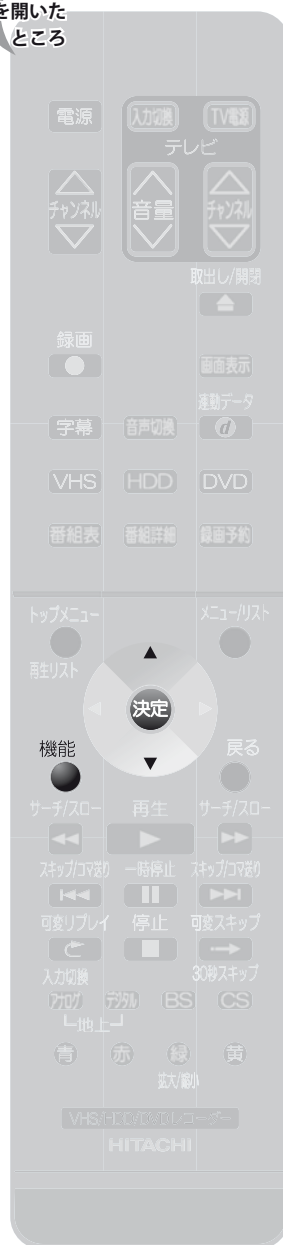 を開いた
ところ
電源
入力切換
TV電源
テレビ
チャンネル
音量
チャンネル
取出し/開閉
録画
画面表示
連動データ
字幕
音声切換
d
VHS
HDD
DVD
番組表
番組詳細
録画予約
トップメニュー
メニュー/リスト
再生リスト
決定
機能
戻る
サーチ/スロー
再生
サーチ/スロー
スキップ/コマ送り
一時停止
スキップ/コマ送り
可変リプレイ
停止
可変スキップ
入力切換
30秒スキップ
アナログ
デジタル
BS
CS
地上
青
赤
緑
黄
拡大/縮小
VHS/HDD/DVDレコーダー
HITACHI